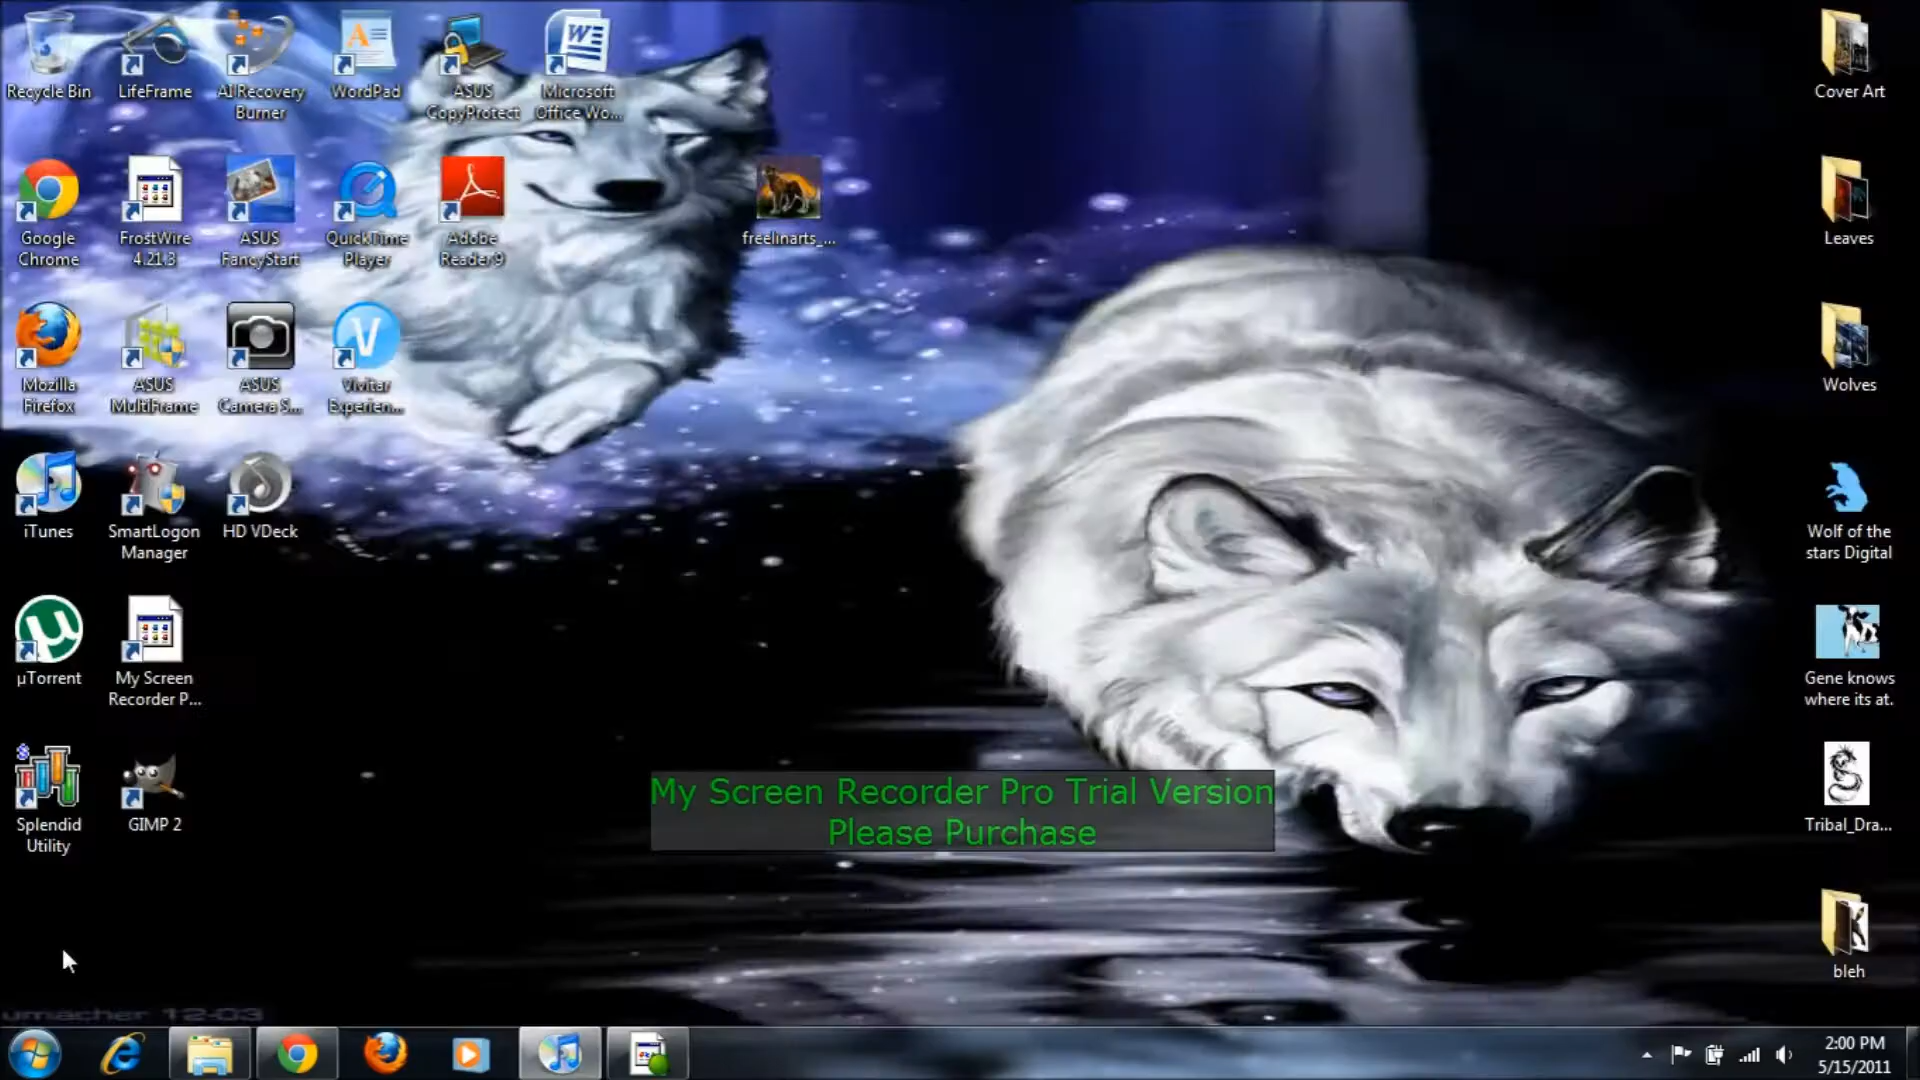 Recycle Bin
LifeFrame
AI Recovery
Burner
WordPad
ASUS
CopyProtect
Microsoft
Office Wo...
Cover Art
Google
Chrome
FrostWire
4.21.3
ASUS
FancyStart
QuickTime
Player
Adobe
Reader 9
freelinarts_...
Leaves
Mozilla
Firefox
ASUS
MultiFrame
ASUS
Camera S...
Vivitar
Experien...
Wolves
iTunes
SmartLogon
Manager
HD VDeck
Wolf of the
stars Digital
µTorrent
My Screen
Recorder P...
Gene knows
where its at.
My Screen Recorder Pro Trial Version
Please Purchase
Splendid
Utility
GIMP 2
Tribal_Dra...
bleh
umacher 12-03
2:00 PM
5/15/2011